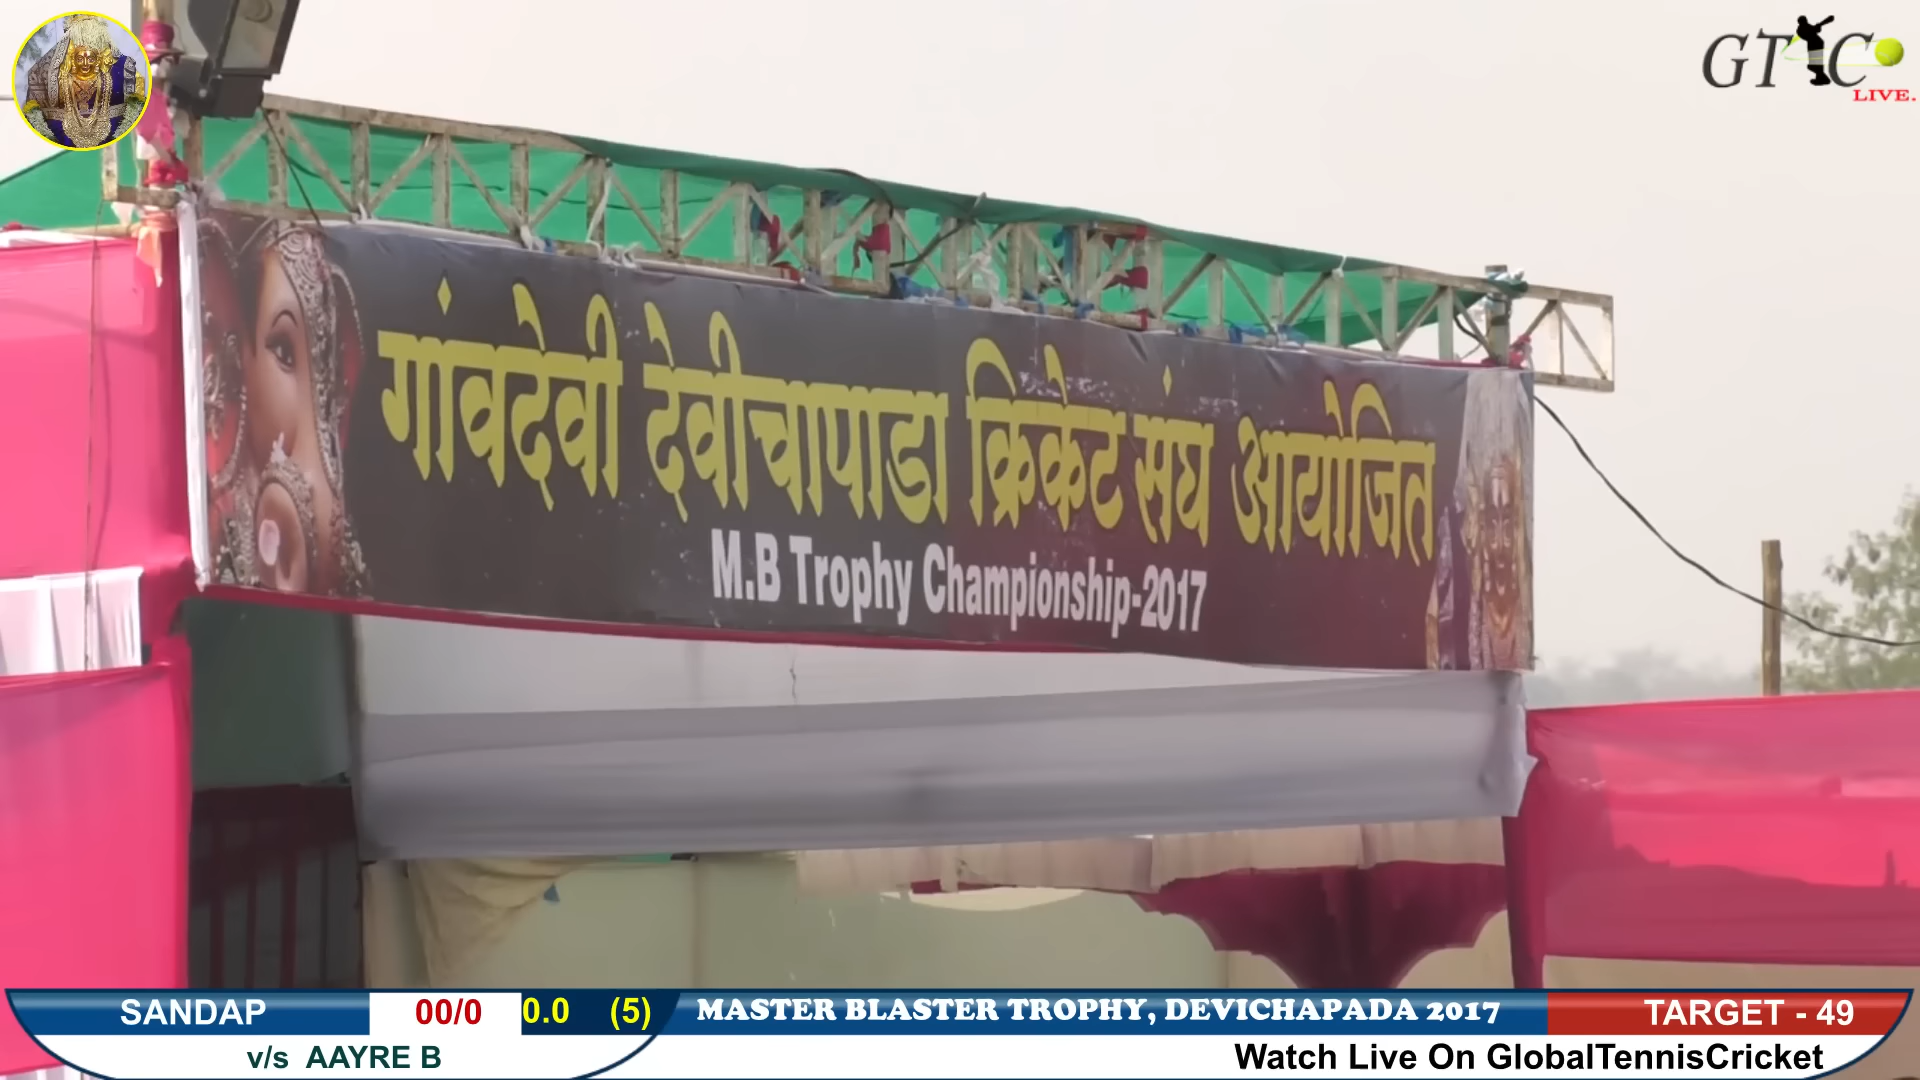 GTC
LIVE.
गांवदेवी देवीचापाडा क्रिकेट संघ आयोजित
M.B Trophy Championship-2017
SANDAP 00/0 0.0 (5) MASTER BLASTER TROPHY, DEVICHAPADA 2017 TARGET - 49
v/s AAYRE B Watch Live On GlobalTennisCricket